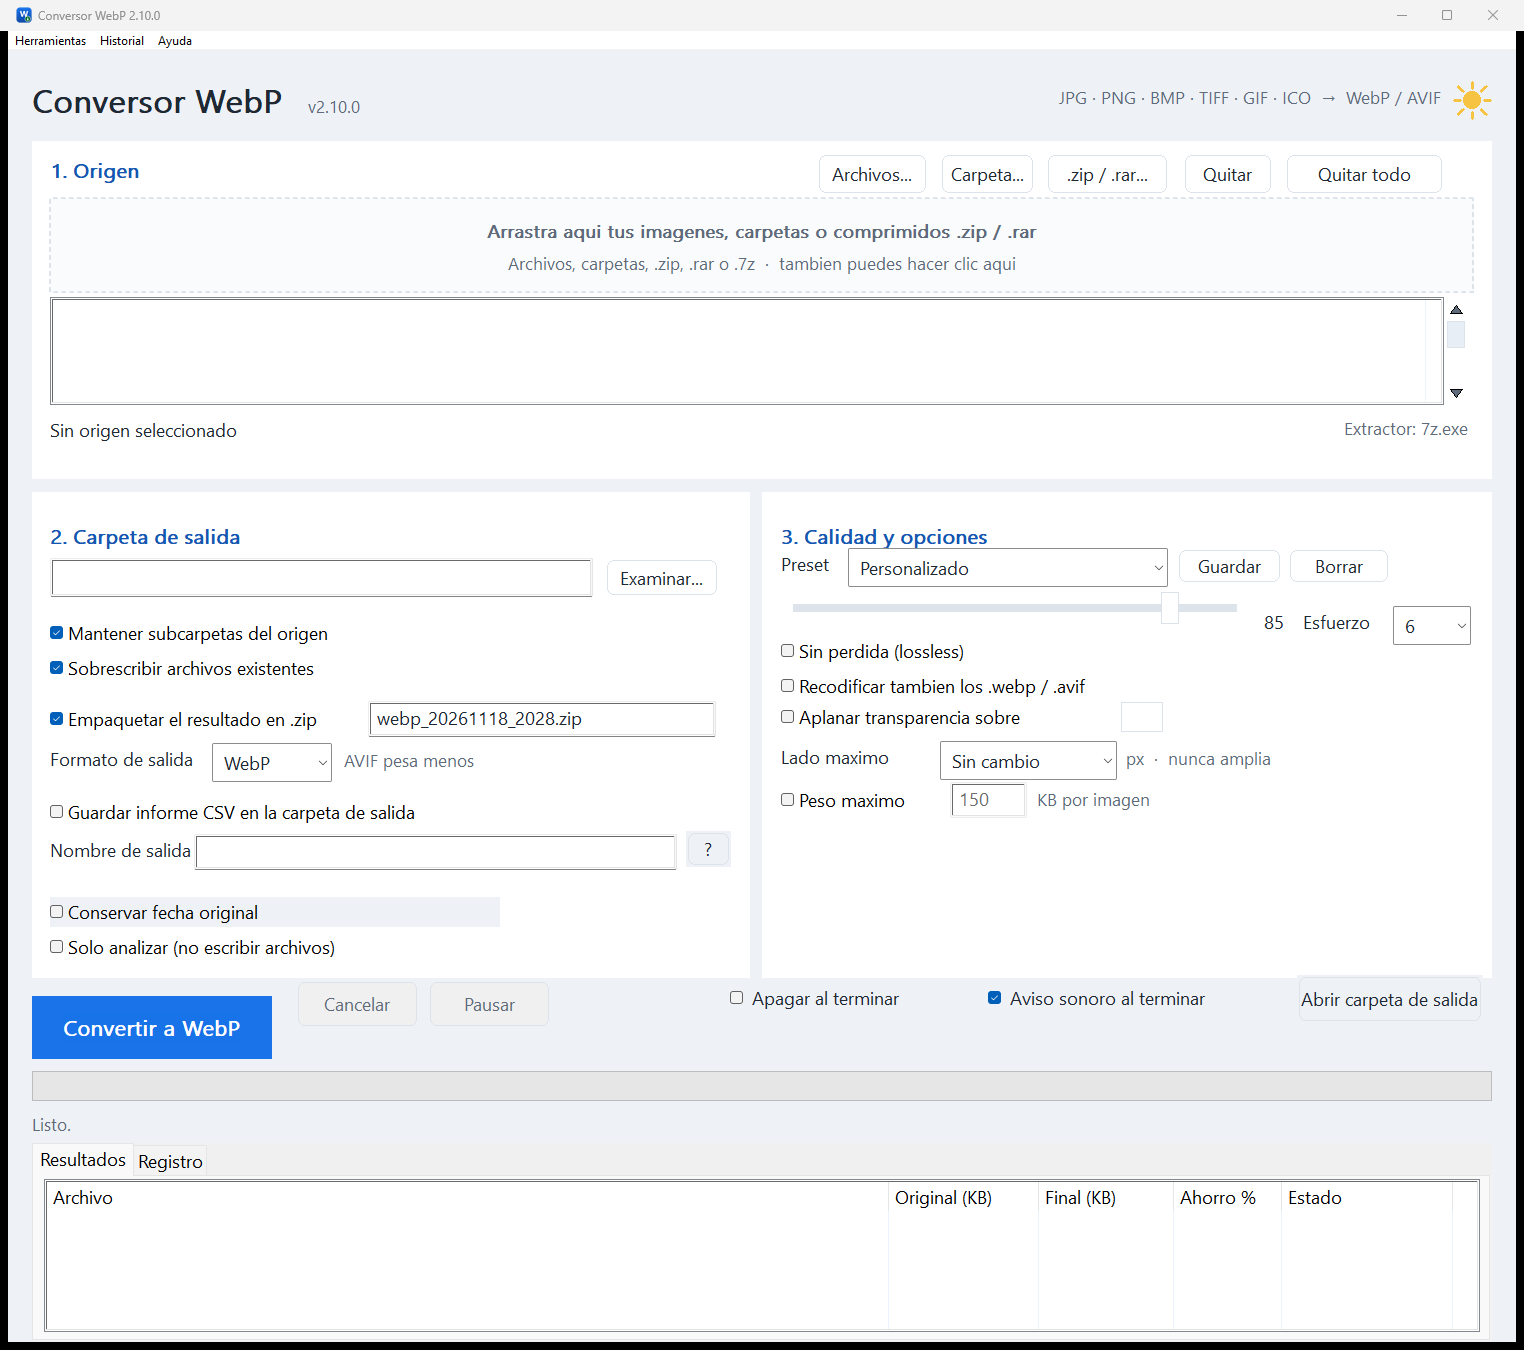 Conversor WebP 2.10.0
Herramientas Historial Ayuda
Conversor WebP v2.10.0
JPG · PNG · BMP · TIFF · GIF · ICO → WebP / AVIF
1. Origen
Archivos... Carpeta... .zip / .rar... Quitar Quitar todo
Arrastra aqui tus imagenes, carpetas o comprimidos .zip / .rar
Archivos, carpetas, .zip, .rar o .7z · tambien puedes hacer clic aqui
Sin origen seleccionado
Extractor: 7z.exe
2. Carpeta de salida
Examinar...
Mantener subcarpetas del origen
Sobrescribir archivos existentes
Empaquetar el resultado en .zip webp_20261118_2028.zip
Formato de salida WebP AVIF pesa menos
Guardar informe CSV en la carpeta de salida
Nombre de salida ?
Conservar fecha original
Solo analizar (no escribir archivos)
3. Calidad y opciones
Preset Personalizado Guardar Borrar
85 Esfuerzo 6
Sin perdida (lossless)
Recodificar tambien los .webp / .avif
Aplanar transparencia sobre
Lado maximo Sin cambio px · nunca amplia
Peso maximo 150 KB por imagen
Convertir a WebP Cancelar Pausar Apagar al terminar Aviso sonoro al terminar Abrir carpeta de salida
Listo.
Resultados Registro
Archivo Original (KB) Final (KB) Ahorro % Estado